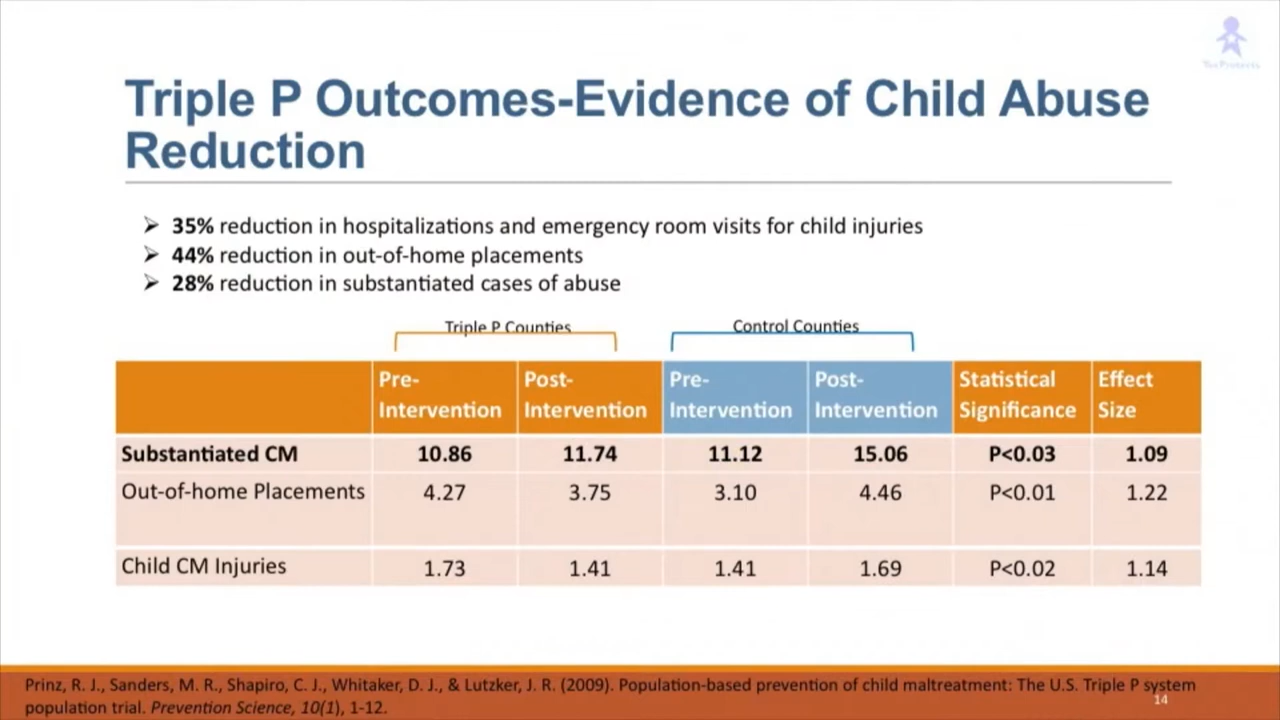 Triple P Outcomes-Evidence of Child Abuse
Reduction
➢ 35% reduction in hospitalizations and emergency room visits for child injuries
➢ 44% reduction in out-of-home placements
➢ 28% reduction in substantiated cases of abuse
Triple P Counties Control Counties
Pre-Intervention Post-Intervention Pre-Intervention Post-Intervention Statistical Significance Effect Size
Substantiated CM 10.86 11.74 11.12 15.06 P<0.03 1.09
Out-of-home Placements 4.27 3.75 3.10 4.46 P<0.01 1.22
Child CM Injuries 1.73 1.41 1.41 1.69 P<0.02 1.14
Prinz, R. J., Sanders, M. R., Shapiro, C. J., Whitaker, D. J., & Lutzker, J. R. (2009). Population-based prevention of child maltreatment: The U.S. Triple P system
population trial. Prevention Science, 10(1), 1-12.
14